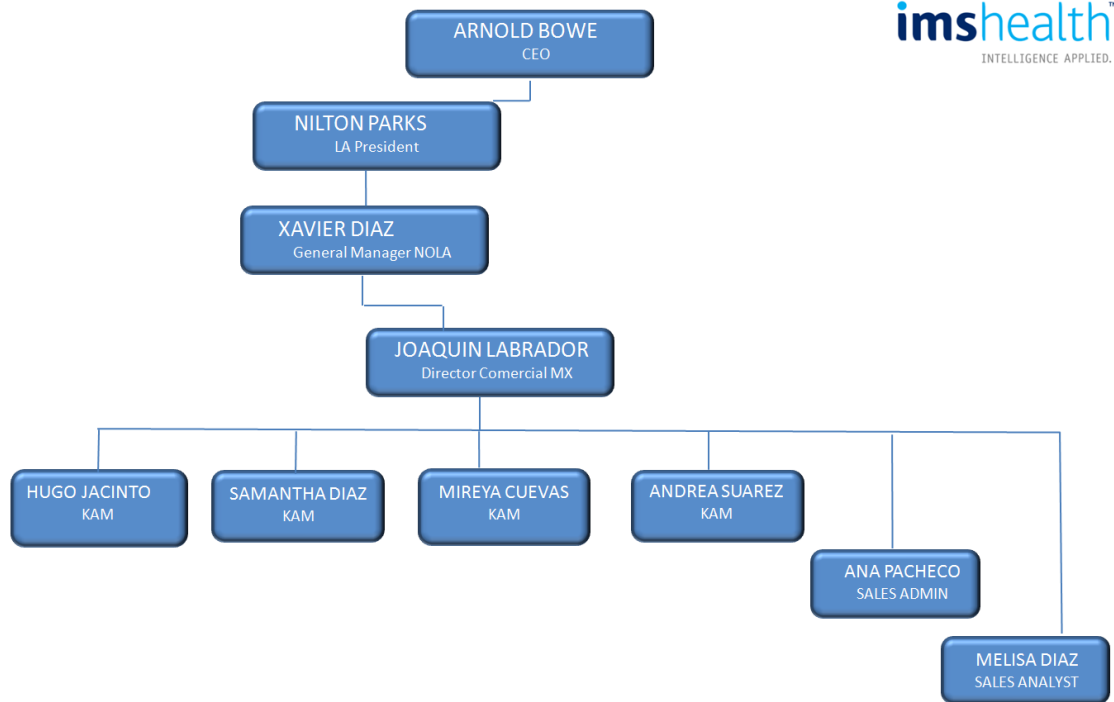 imshealth™
INTELLIGENCE APPLIED.
ARNOLD BOWE
CEO
NILTON PARKS
LA President
XAVIER DIAZ
General Manager NOLA
JOAQUIN LABRADOR
Director Comercial MX
HUGO JACINTO
KAM
SAMANTHA DIAZ
KAM
MIREYA CUEVAS
KAM
ANDREA SUAREZ
KAM
ANA PACHECO
SALES ADMIN
MELISA DIAZ
SALES ANALYST